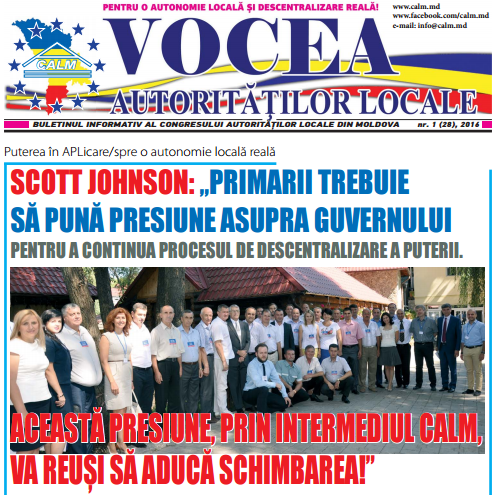 PENTRU O AUTONOMIE LOCALĂ ȘI DESCENTRALIZARE REALĂ!
www.calm.md
www.facebook.com/calm.md
e-mail: info@calm.md
CALM
VOCEA
AUTORITĂȚILOR LOCALE
BULETINUL INFORMATIV AL CONGRESULUI AUTORITĂȚILOR LOCALE DIN MOLDOVA nr. 1 (28), 2016
Puterea în APLicare/spre o autonomie locală reală
SCOTT JOHNSON: „PRIMARII TREBUIE
SĂ PUNĂ PRESIUNE ASUPRA GUVERNULUI
PENTRU A CONTINUA PROCESUL DE DESCENTRALIZARE A PUTERII.
ACEASTĂ PRESIUNE, PRIN INTERMEDIUL CALM,
VA REUȘI SĂ ADUCĂ SCHIMBAREA!”